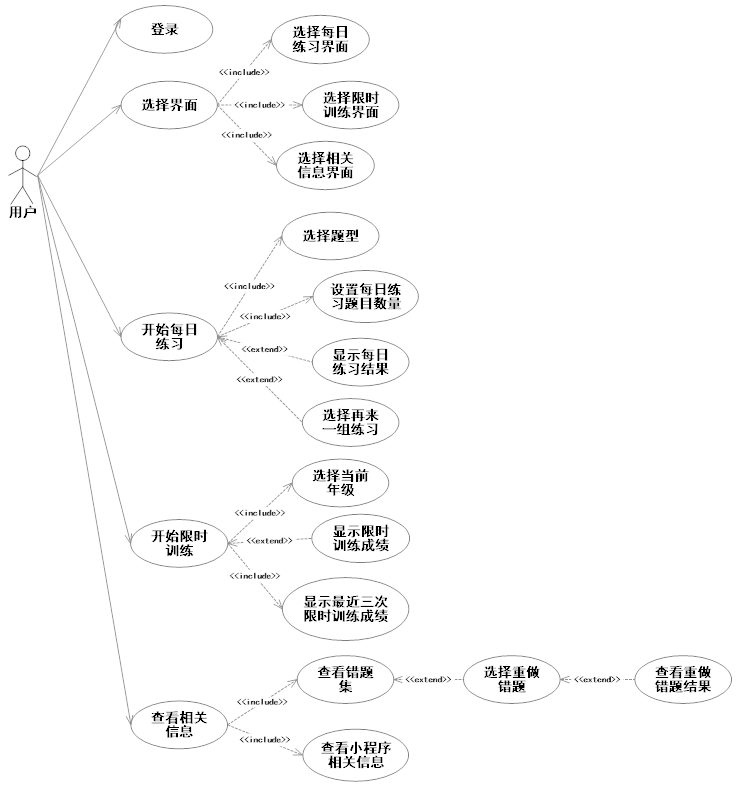 登录
选择每日
练习界面
<<include>>
选择界面
<<include>>
选择限时
训练界面
<<include>>
选择相关
信息界面
用户
选择题型
<<include>>
设置每日练
习题目数量
<<include>>
开始每日
练习
<<extend>>
显示每日
练习结果
<<extend>>
选择再来
一组练习
选择当前
年级
<<include>>
开始限时
训练
<<extend>>
显示限时
训练成绩
<<include>>
显示最近三次
限时训练成绩
查看错题
集
<<extend>>
选择重做
错题
<<extend>>
查看重做
错题结果
<<include>>
查看相关
信息
<<include>>
查看小程序
相关信息